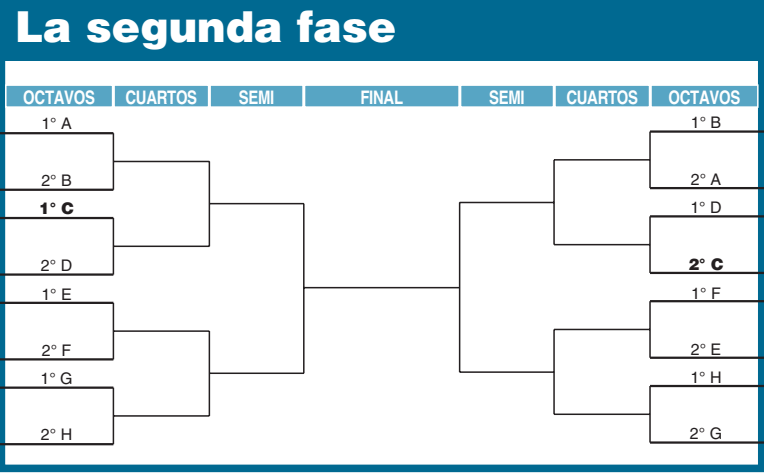 La segunda fase
OCTAVOS CUARTOS SEMI FINAL SEMI CUARTOS OCTAVOS
1° A
2° B
1° C
2° D
1° E
2° F
1° G
2° H
1° B
2° A
1° D
2° C
1° F
2° E
1° H
2° G